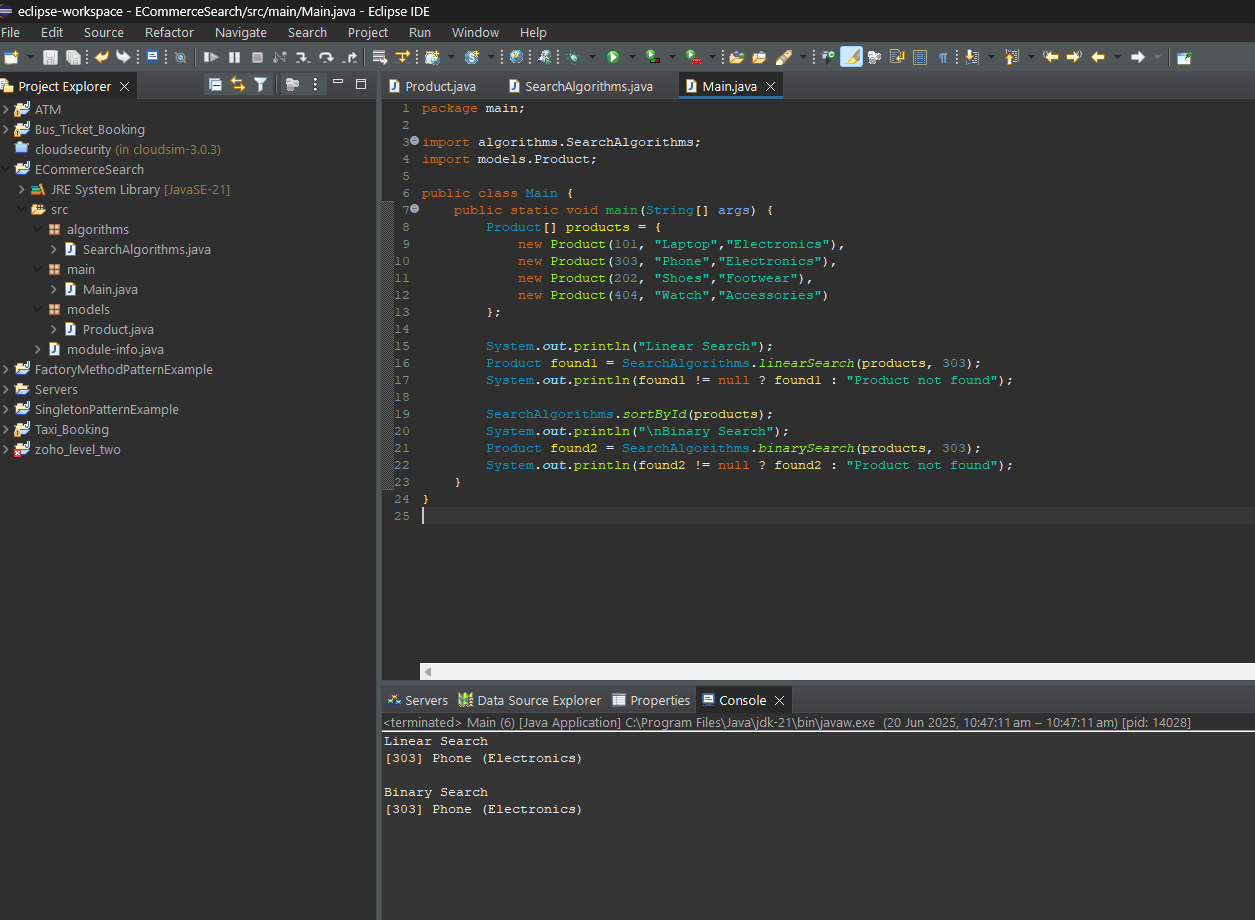 eclipse-workspace - ECommerceSearch/src/main/Main.java - Eclipse IDE
File Edit Source Refactor Navigate Search Project Run Window Help
Project Explorer
ATM
Bus_Ticket_Booking
cloudsecurity (in cloudsim-3.0.3)
ECommerceSearch
JRE System Library [JavaSE-21]
src
algorithms
SearchAlgorithms.java
main
Main.java
models
Product.java
module-info.java
FactoryMethodPatternExample
Servers
SingletonPatternExample
Taxi_Booking
zoho_level_two
Product.java SearchAlgorithms.java Main.java
1 package main;
2
3 import algorithms.SearchAlgorithms;
4 import models.Product;
5
6 public class Main {
7     public static void main(String[] args) {
8         Product[] products = {
9             new Product(101, "Laptop","Electronics"),
10             new Product(303, "Phone","Electronics"),
11             new Product(202, "Shoes","Footwear"),
12             new Product(404, "Watch","Accessories")
13         };
14
15         System.out.println("Linear Search");
16         Product found1 = SearchAlgorithms.linearSearch(products, 303);
17         System.out.println(found1 != null ? found1 : "Product not found");
18
19         SearchAlgorithms.sortById(products);
20         System.out.println("\nBinary Search");
21         Product found2 = SearchAlgorithms.binarySearch(products, 303);
22         System.out.println(found2 != null ? found2 : "Product not found");
23     }
24 }
25
Servers Data Source Explorer Properties Console
<terminated> Main (6) [Java Application] C:\Program Files\Java\jdk-21\bin\javaw.exe (20 Jun 2025, 10:47:11 am – 10:47:11 am) [pid: 14028]
Linear Search
[303] Phone (Electronics)

Binary Search
[303] Phone (Electronics)